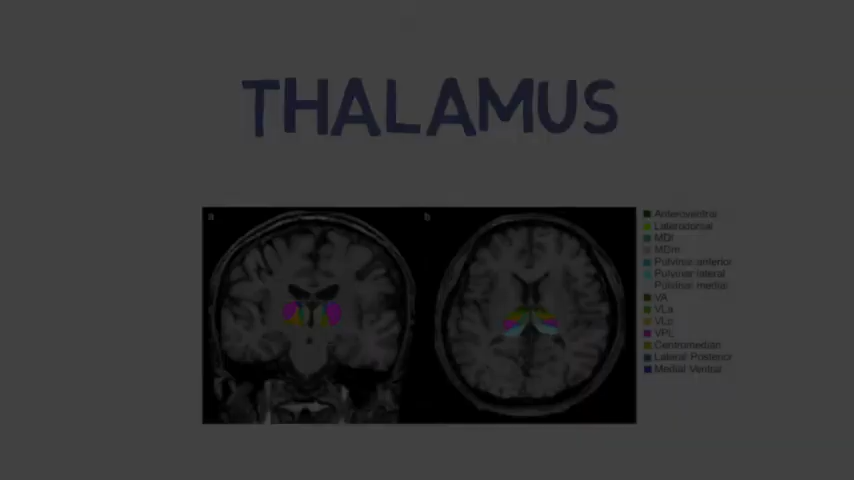 THALAMUS
a
b
Anteroventral
Laterodorsal
MDl
MDm
Pulvinar anterior
Pulvinar lateral
Pulvinar medial
VA
VLa
VLp
VPL
Centromedian
Lateral Posterior
Medial Ventral